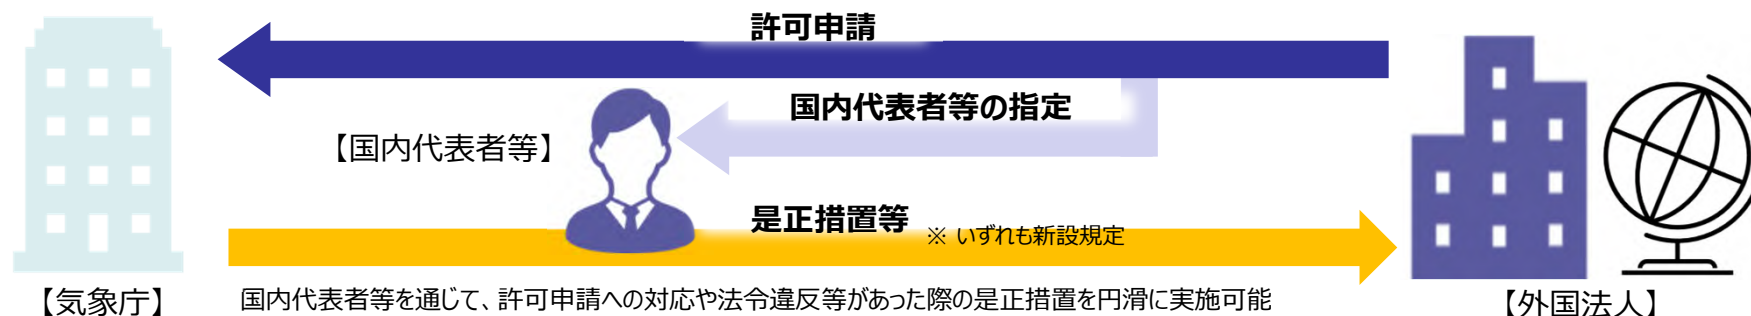 許可申請
国内代表者等の指定
【国内代表者等】
是正措置等
※ いずれも新設規定
【気象庁】
国内代表者等を通じて、許可申請への対応や法令違反等があった際の是正措置を円滑に実施可能
【外国法人】